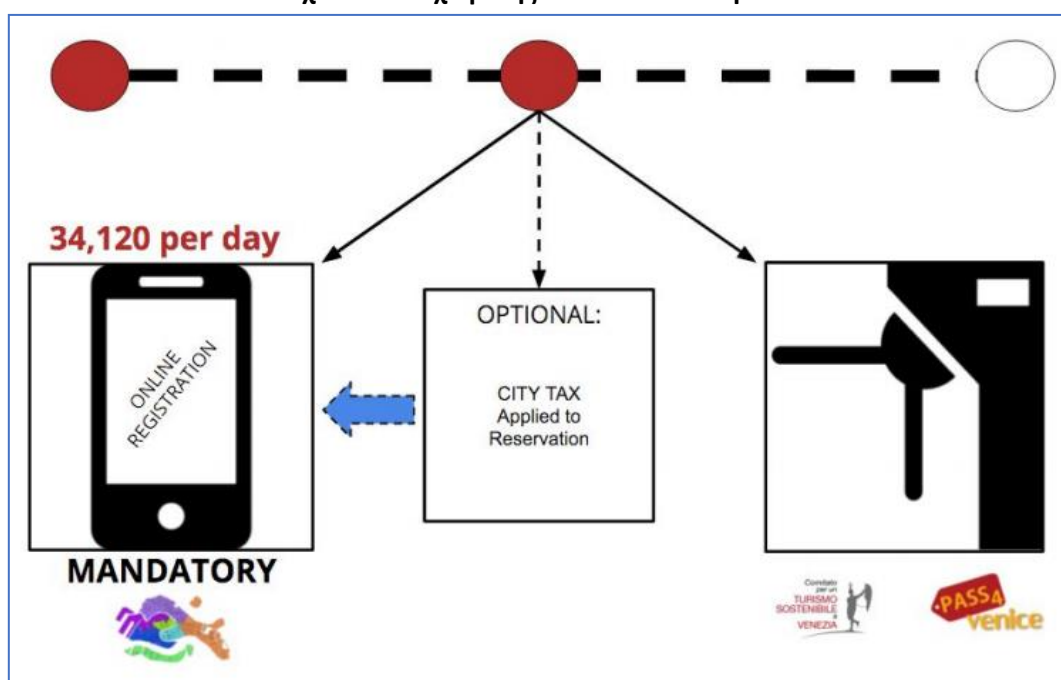 34,120 per day
ONLINE
REGISTRATION
MANDATORY
OPTIONAL:
CITY TAX
Applied to
Reservation
Comitato
per un
TURISMO
SOSTENIBILE
a
VENEZIA
PASS4
venice